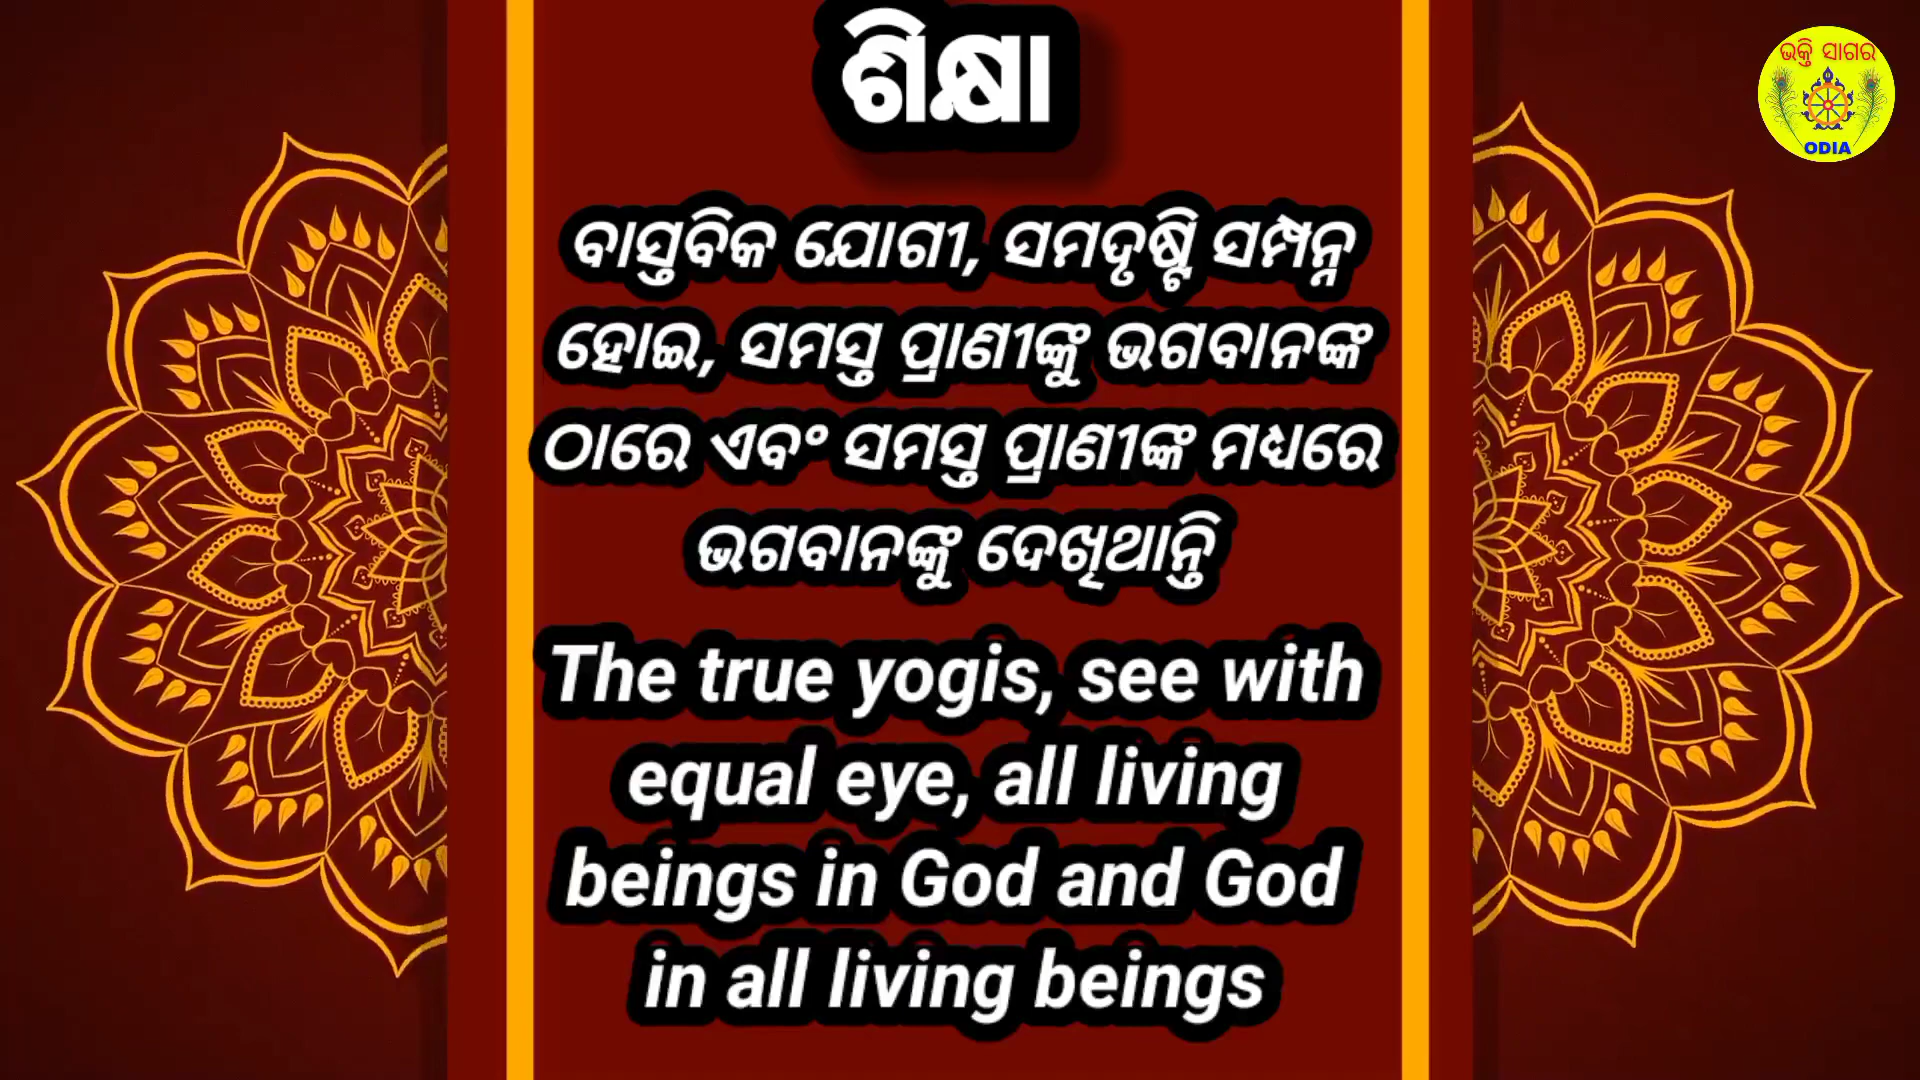 ଶିକ୍ଷା
ଭକ୍ତି ସାଗର
ODIA
ବାସ୍ତବିକ ଯୋଗୀ, ସମଦୃଷ୍ଟି ସମ୍ପନ୍ନ
ହୋଇ, ସମସ୍ତ ପ୍ରାଣୀଙ୍କୁ ଭଗବାନଙ୍କ
ଠାରେ ଏବଂ ସମସ୍ତ ପ୍ରାଣୀଙ୍କ ମଧ୍ୟରେ
ଭଗବାନଙ୍କୁ ଦେଖିଥାନ୍ତି
The true yogis, see with
equal eye, all living
beings in God and God
in all living beings